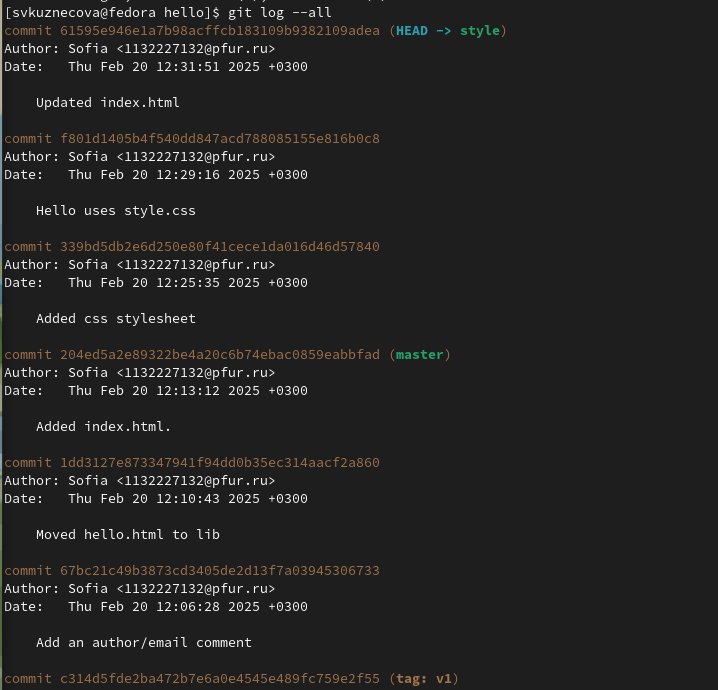 [svkuznecova@fedora hello]$ git log --all
commit 61595e946e1a7b98acffcb183109b9382109adea (HEAD -> style)
Author: Sofia <1132227132@pfur.ru>
Date:   Thu Feb 20 12:31:51 2025 +0300
Updated index.html
commit f801d1405b4f540dd847acd788085155e816b0c8
Author: Sofia <1132227132@pfur.ru>
Date:   Thu Feb 20 12:29:16 2025 +0300
Hello uses style.css
commit 339bd5db2e6d250e80f41cece1da016d46d57840
Author: Sofia <1132227132@pfur.ru>
Date:   Thu Feb 20 12:25:35 2025 +0300
Added css stylesheet
commit 204ed5a2e89322be4a20c6b74ebac0859eabbfad (master)
Author: Sofia <1132227132@pfur.ru>
Date:   Thu Feb 20 12:13:12 2025 +0300
Added index.html.
commit 1dd3127e873347941f94dd0b35ec314aacf2a860
Author: Sofia <1132227132@pfur.ru>
Date:   Thu Feb 20 12:10:43 2025 +0300
Moved hello.html to lib
commit 67bc21c49b3873cd3405de2d13f7a03945306733
Author: Sofia <1132227132@pfur.ru>
Date:   Thu Feb 20 12:06:28 2025 +0300
Add an author/email comment
commit c314d5fde2ba472b7e6a0e4545e489fc759e2f55 (tag: v1)